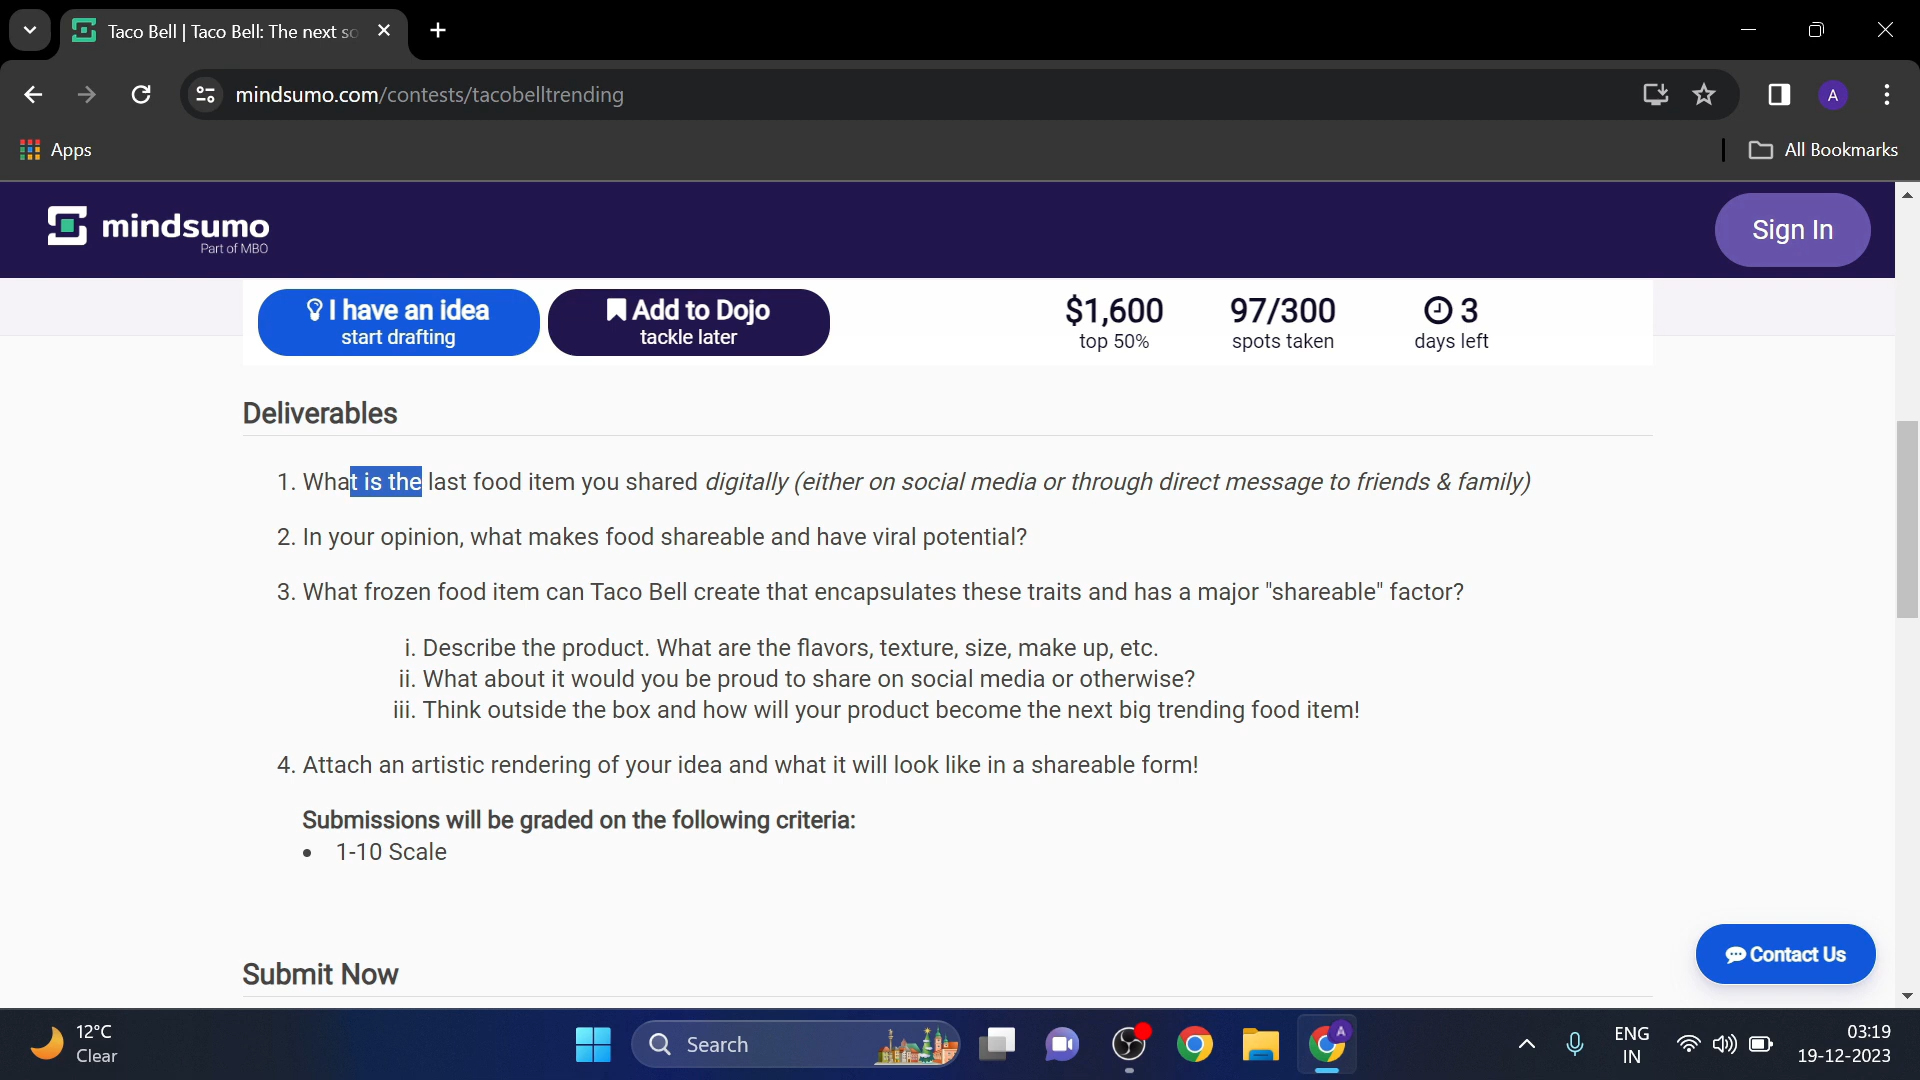 Taco Bell | Taco Bell: The next so
mindsumo.com/contests/tacobelltrending
A
Apps
All Bookmarks
mindsumo
Part of MBO
Sign In
I have an idea
start drafting
Add to Dojo
tackle later
$1,600
top 50%
97/300
spots taken
3
days left
Deliverables
1. What is the last food item you shared digitally (either on social media or through direct message to friends & family)
2. In your opinion, what makes food shareable and have viral potential?
3. What frozen food item can Taco Bell create that encapsulates these traits and has a major "shareable" factor?
i. Describe the product. What are the flavors, texture, size, make up, etc.
ii. What about it would you be proud to share on social media or otherwise?
iii. Think outside the box and how will your product become the next big trending food item!
4. Attach an artistic rendering of your idea and what it will look like in a shareable form!
Submissions will be graded on the following criteria:
• 1-10 Scale
Contact Us
Submit Now
12°C
Clear
Search
A
ENG
IN
03:19
19-12-2023